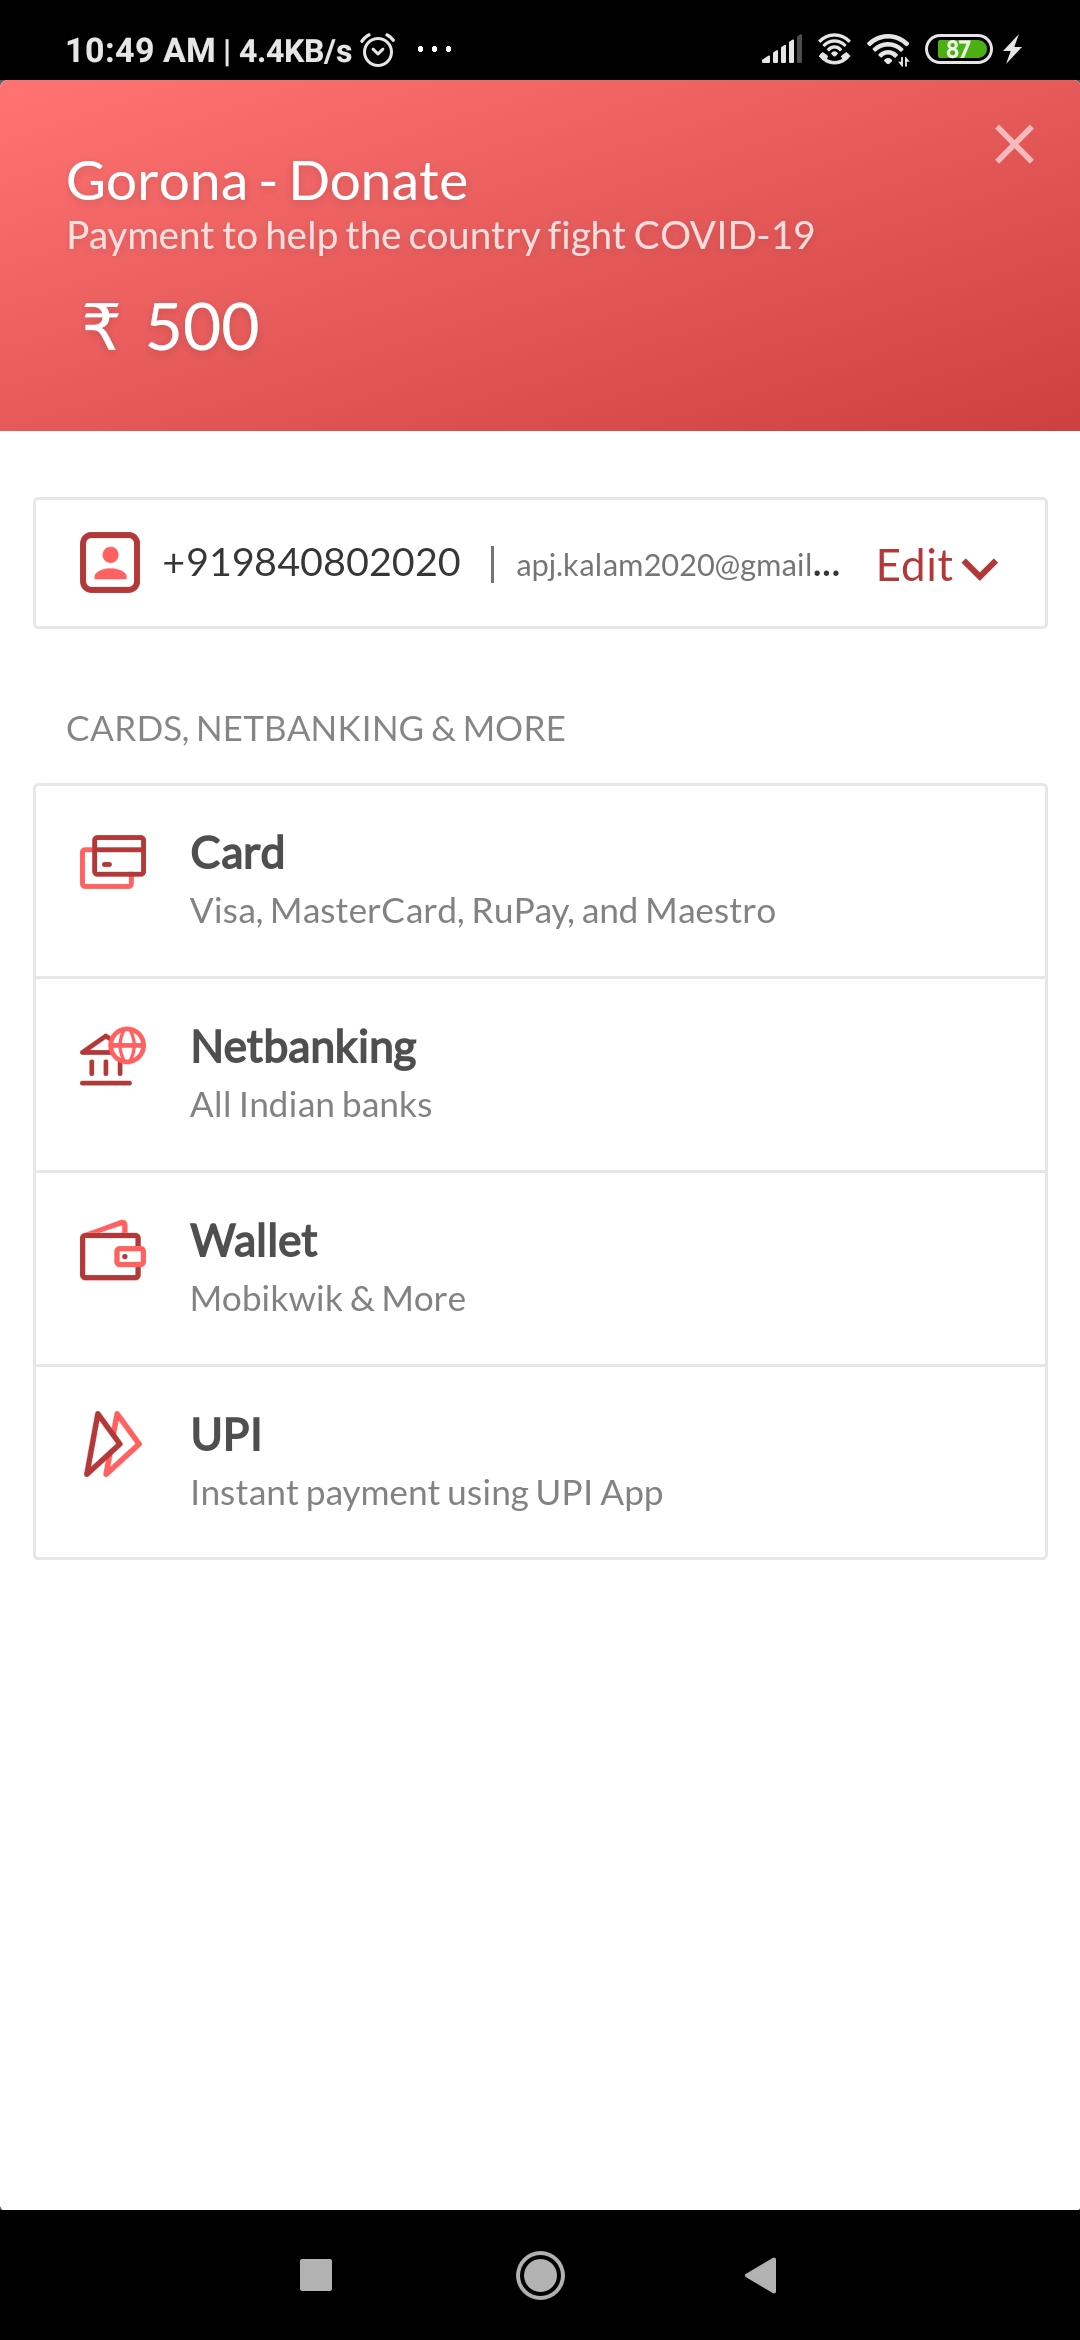 10:49 AM | 4.4KB/s ... 87
Gorona - Donate
Payment to help the country fight COVID-19
₹ 500
+919840802020 | apj.kalam2020@gmail... Edit
CARDS, NETBANKING & MORE
Card
Visa, MasterCard, RuPay, and Maestro
Netbanking
All Indian banks
Wallet
Mobikwik & More
UPI
Instant payment using UPI App